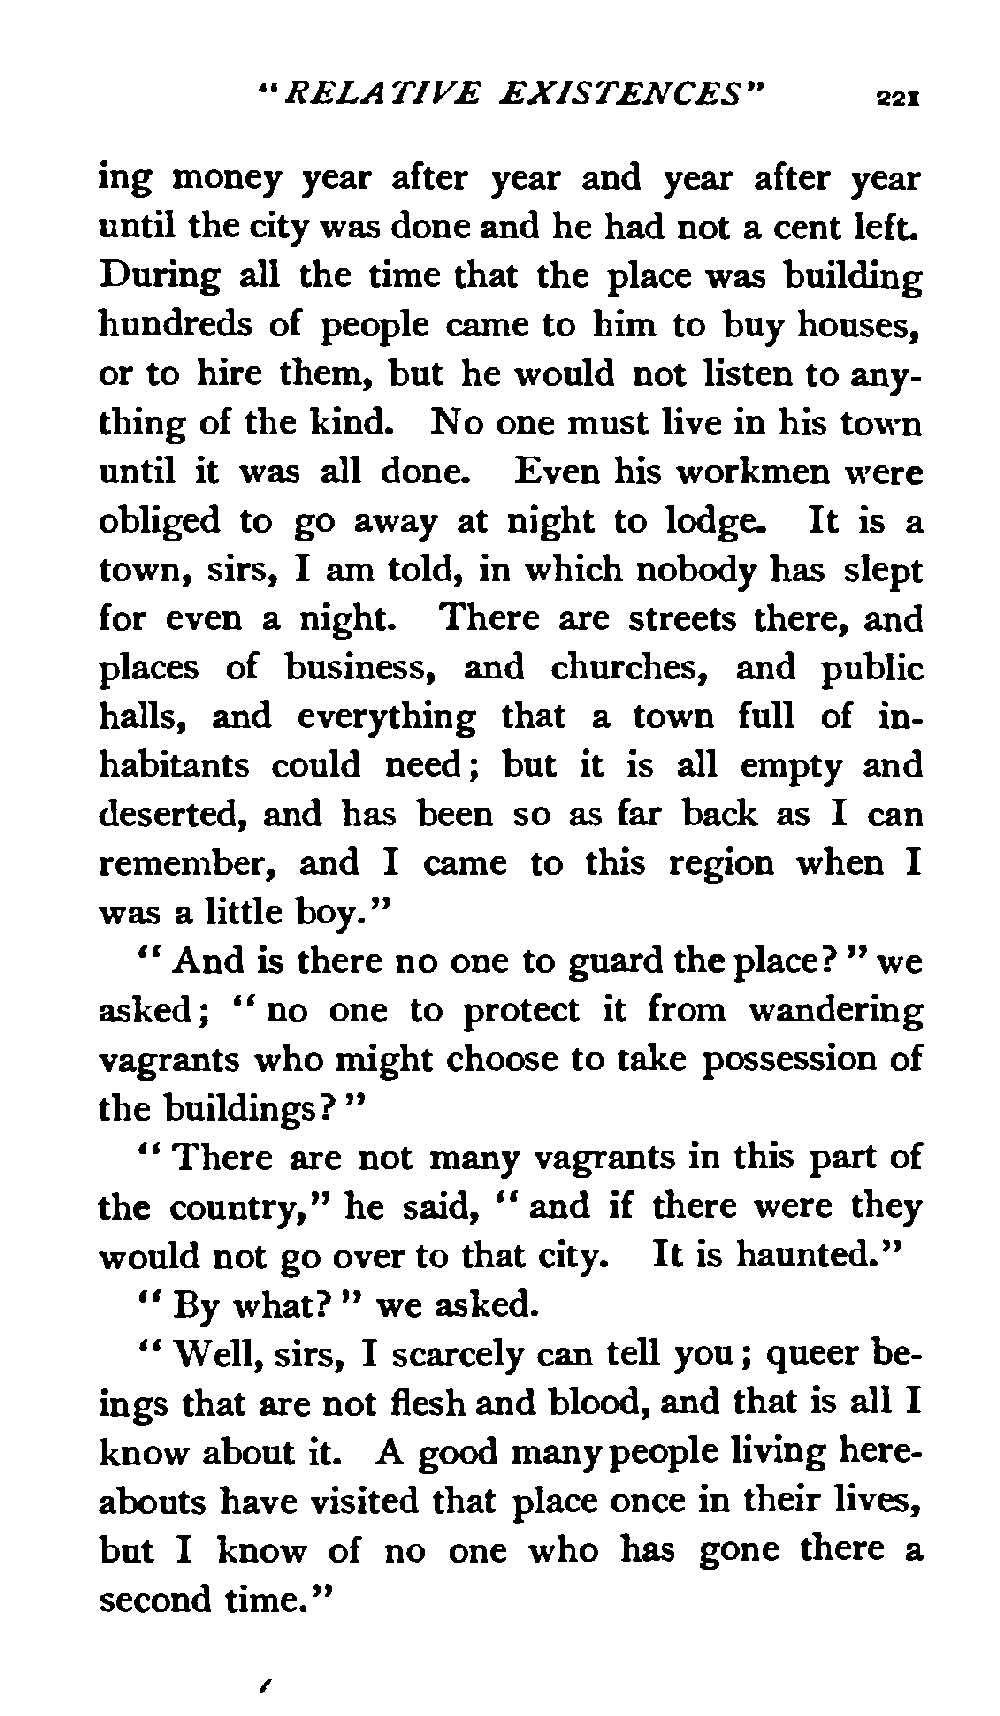 "RELATIVE EXISTENCES" 221
ing money year after year and year after year
until the city was done and he had not a cent left.
During all the time that the place was building
hundreds of people came to him to buy houses,
or to hire them, but he would not listen to any-
thing of the kind. No one must live in his town
until it was all done. Even his workmen were
obliged to go away at night to lodge. It is a
town, sirs, I am told, in which nobody has slept
for even a night. There are streets there, and
places of business, and churches, and public
halls, and everything that a town full of in-
habitants could need; but it is all empty and
deserted, and has been so as far back as I can
remember, and I came to this region when I
was a little boy."
"And is there no one to guard the place?" we
asked; "no one to protect it from wandering
vagrants who might choose to take possession of
the buildings?"
"There are not many vagrants in this part of
the country," he said, "and if there were they
would not go over to that city. It is haunted."
"By what?" we asked.
"Well, sirs, I scarcely can tell you; queer be-
ings that are not flesh and blood, and that is all I
know about it. A good many people living here-
abouts have visited that place once in their lives,
but I know of no one who has gone there a
second time."